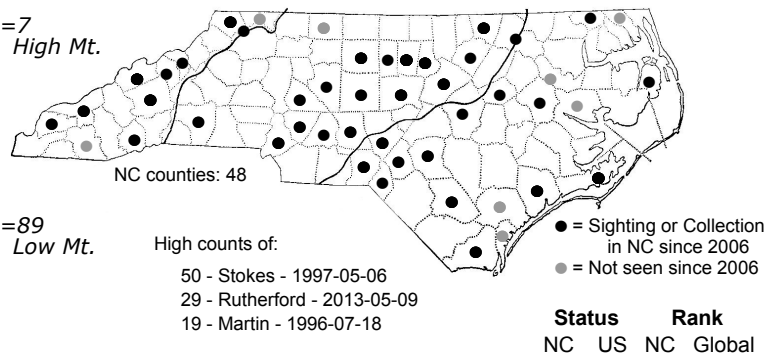 =7
High Mt.
NC counties: 48
=89
Low Mt.
High counts of:
50 - Stokes - 1997-05-06
29 - Rutherford - 2013-05-09
19 - Martin - 1996-07-18
= Sighting or Collection
in NC since 2006
= Not seen since 2006
Status Rank
NC US NC Global